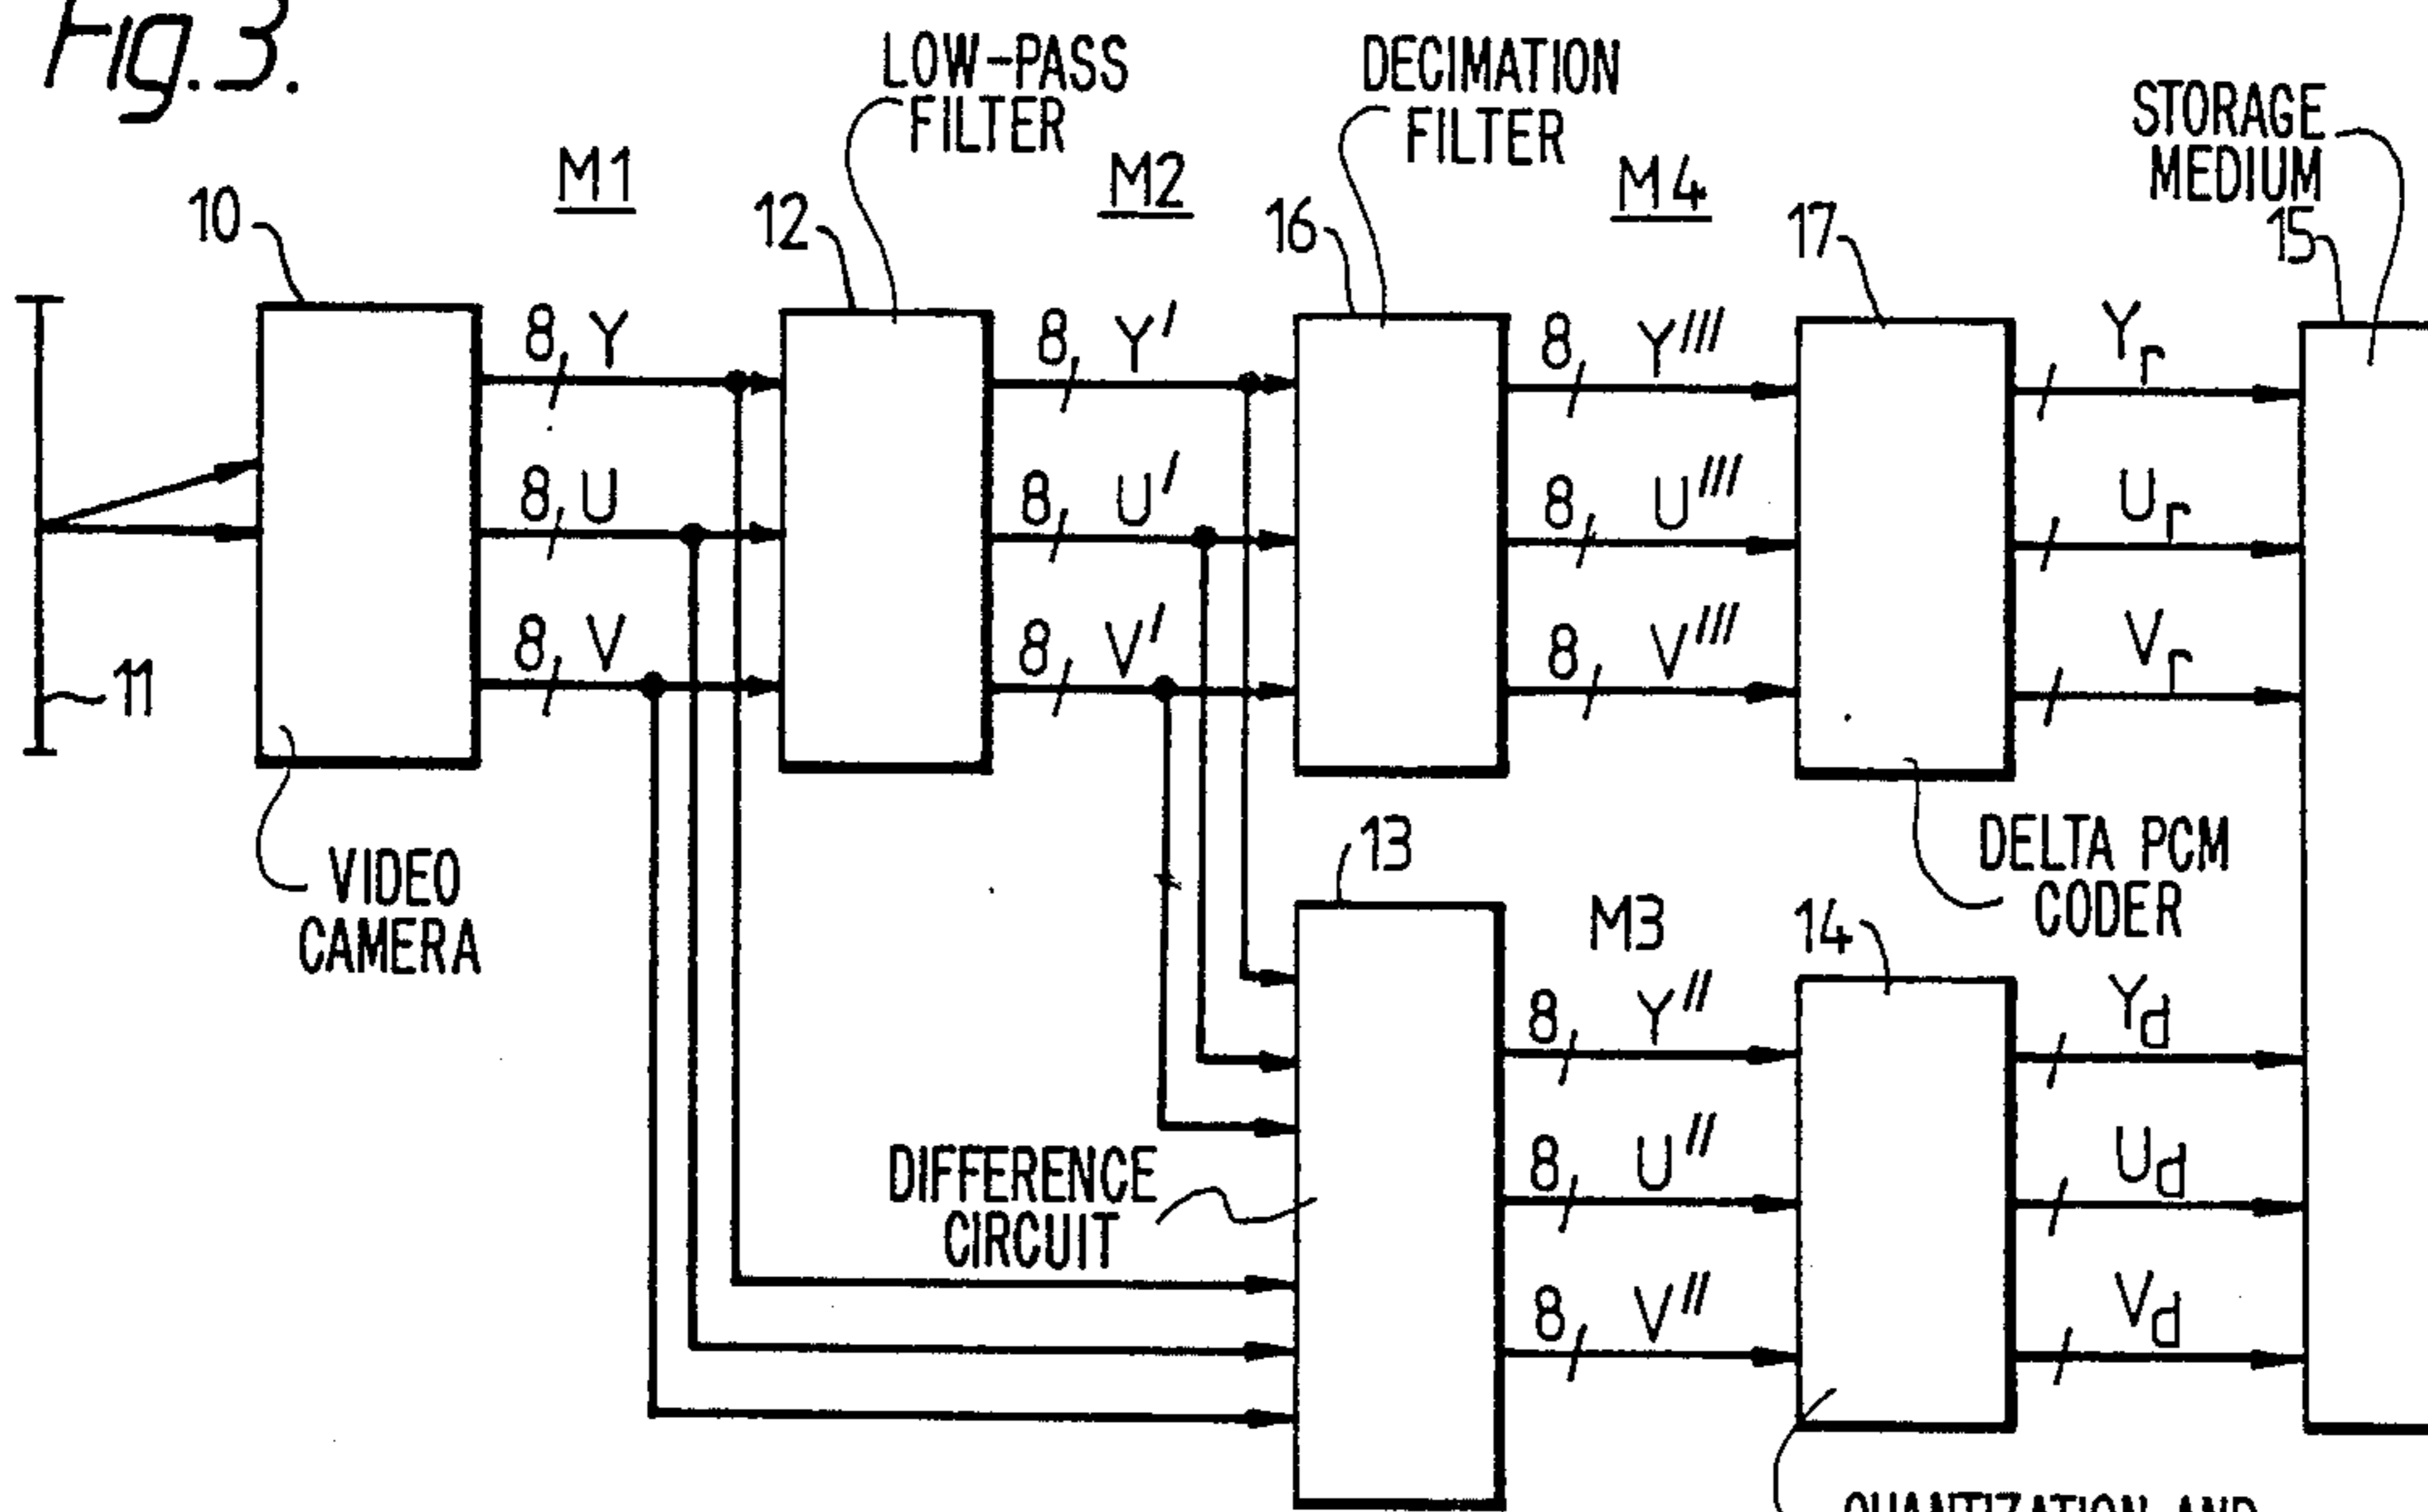 Fig. 3.
LOW-PASS
FILTER
DECIMATION
FILTER
STORAGE
MEDIUM
M1
M2
M4
10
12
16
17
15
8, Y
8, Y′
8, Y‴
Yr
8, U
8, U′
8, U‴
Ur
8, V
8, V′
8, V‴
Vr
11
VIDEO
CAMERA
13
DELTA PCM
CODER
M3
14
8, Y″
Yd
DIFFERENCE
CIRCUIT
8, U″
Ud
8, V″
Vd
QUANTIZATION AND